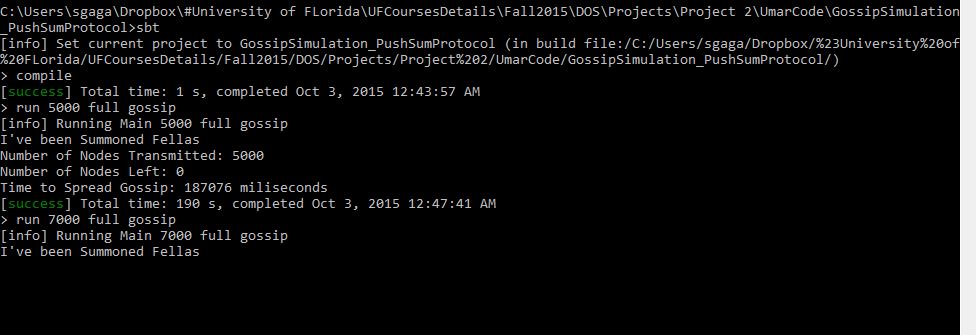 C:\Users\sgaga\Dropbox\#University of FLorida\UFCoursesDetails\Fall2015\DOS\Projects\Project 2\UmarCode\GossipSimulation
_PushSumProtocol>sbt
[info] Set current project to GossipSimulation_PushSumProtocol (in build file:/C:/Users/sgaga/Dropbox/%23University%20of
%20FLorida/UFCoursesDetails/Fall2015/DOS/Projects/Project%202/UmarCode/GossipSimulation_PushSumProtocol/)
> compile
[success] Total time: 1 s, completed Oct 3, 2015 12:43:57 AM
> run 5000 full gossip
[info] Running Main 5000 full gossip
I've been Summoned Fellas
Number of Nodes Transmitted: 5000
Number of Nodes Left: 0
Time to Spread Gossip: 187076 miliseconds
[success] Total time: 190 s, completed Oct 3, 2015 12:47:41 AM
> run 7000 full gossip
[info] Running Main 7000 full gossip
I've been Summoned Fellas